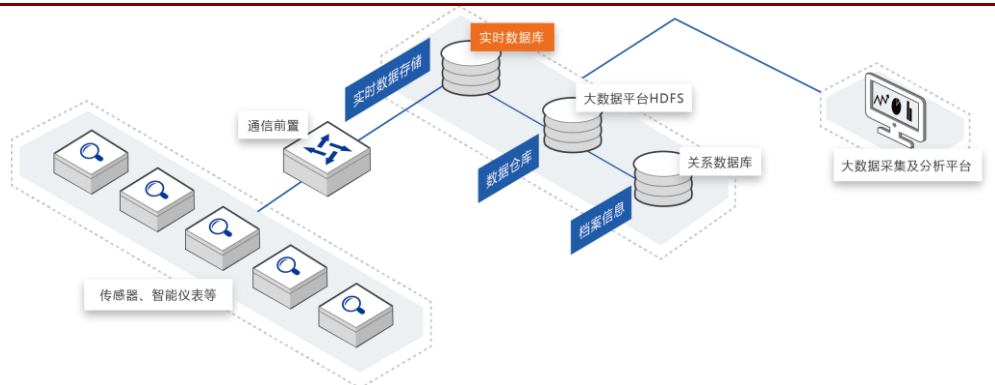 实时数据库
实时数据存储
大数据平台HDFS
通信前置
数据仓库
关系数据库
大数据采集及分析平台
档案信息
传感器、智能仪表等